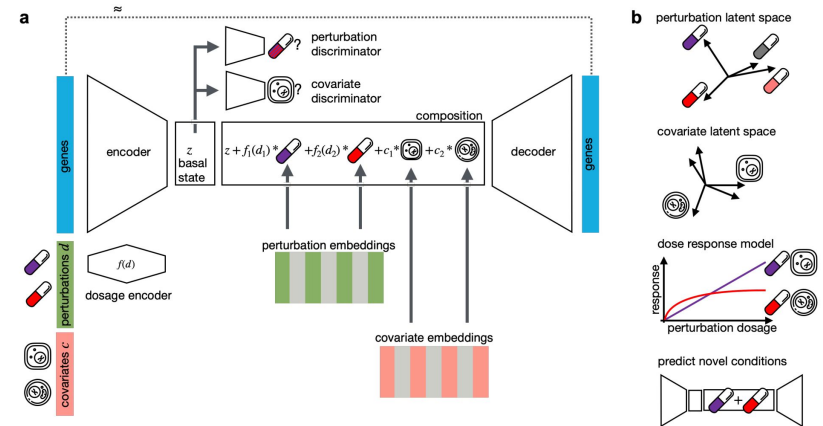 a
≈
perturbation
discriminator
?
covariate
discriminator
?
composition
genes
encoder
z
basal
state
z + f₁(d₁) * + f₂(d₂) * + c₁* + c₂ *
decoder
genes
perturbations d
f(d)
dosage encoder
perturbation embeddings
covariates c
covariate embeddings
b
perturbation latent space
covariate latent space
dose response model
response
perturbation dosage
predict novel conditions
+